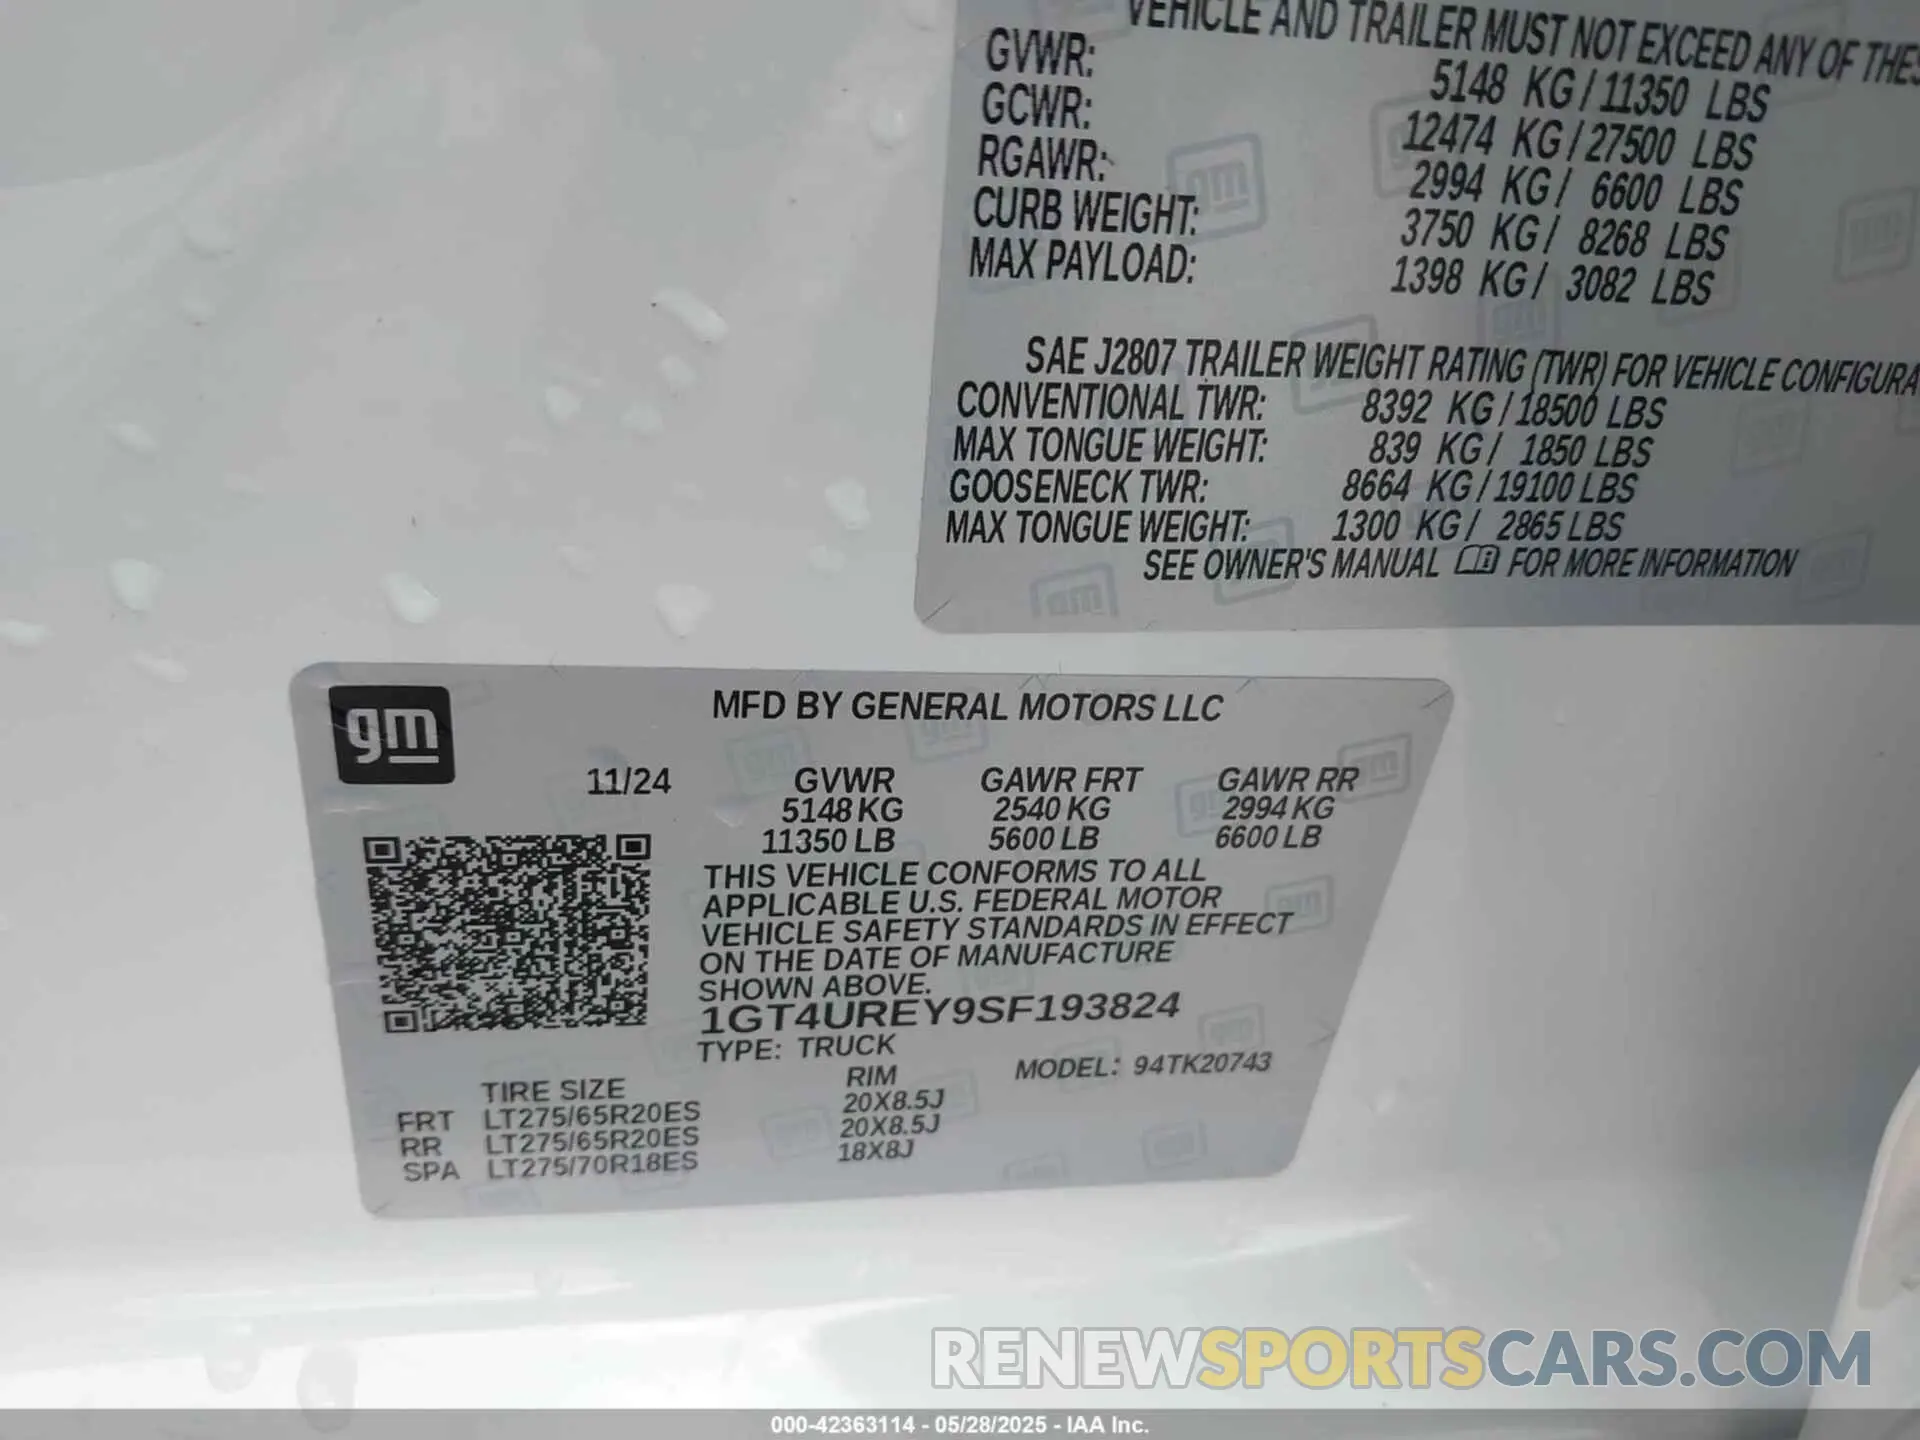 VEHICLE AND TRAILER MUST NOT EXCEED ANY OF THESE
GVWR: 5148 KG / 11350 LBS
GCWR: 12474 KG / 27500 LBS
RGAWR: 2994 KG / 6600 LBS
CURB WEIGHT: 3750 KG / 8268 LBS
MAX PAYLOAD: 1398 KG / 3082 LBS
SAE J2807 TRAILER WEIGHT RATING (TWR) FOR VEHICLE CONFIGURA
CONVENTIONAL TWR: 8392 KG / 18500 LBS
MAX TONGUE WEIGHT: 839 KG / 1850 LBS
GOOSENECK TWR: 8664 KG / 19100 LBS
MAX TONGUE WEIGHT: 1300 KG / 2865 LBS
SEE OWNER'S MANUAL FOR MORE INFORMATION
gm
MFD BY GENERAL MOTORS LLC
11/24 GVWR GAWR FRT GAWR RR
5148 KG 2540 KG 2994 KG
11350 LB 5600 LB 6600 LB
THIS VEHICLE CONFORMS TO ALL
APPLICABLE U.S. FEDERAL MOTOR
VEHICLE SAFETY STANDARDS IN EFFECT
ON THE DATE OF MANUFACTURE
SHOWN ABOVE.
1GT4UREY9SF193824
TYPE: TRUCK
MODEL: 94TK20743
TIRE SIZE RIM
FRT LT275/65R20ES 20X8.5J
RR LT275/65R20ES 20X8.5J
SPA LT275/70R18ES 18X8J
RENEWSPORTSCARS.COM
000-42363114 - 05/28/2025 - IAA Inc.